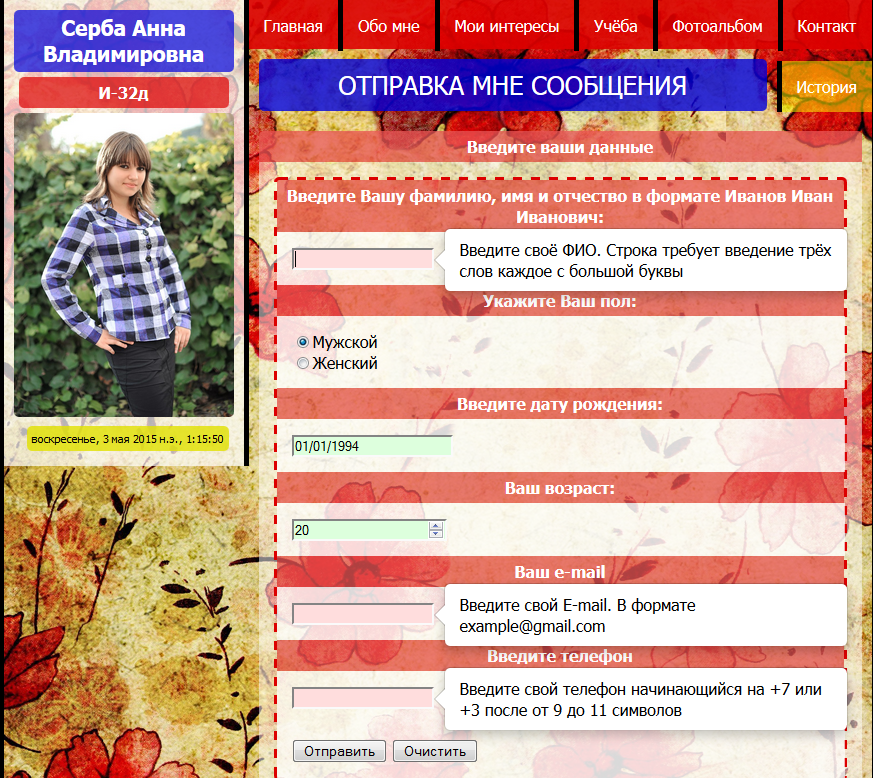 Серба Анна
Владимировна
И-32д
воскресенье, 3 мая 2015 н.э., 1:15:50
Главная
Обо мне
Мои интересы
Учёба
Фотоальбом
Контакт
История
ОТПРАВКА МНЕ СООБЩЕНИЯ
Введите ваши данные
Введите Вашу фамилию, имя и отчество в формате Иванов Иван
Иванович:
Введите своё ФИО. Строка требует введение трёх
слов каждое с большой буквы
Укажите Ваш пол:
Мужской
Женский
Введите дату рождения:
01/01/1994
Ваш возраст:
20
Ваш e-mail
Введите свой E-mail. В формате
example@gmail.com
Введите телефон
Введите свой телефон начинающийся на +7 или
+3 после от 9 до 11 символов
Отправить
Очистить